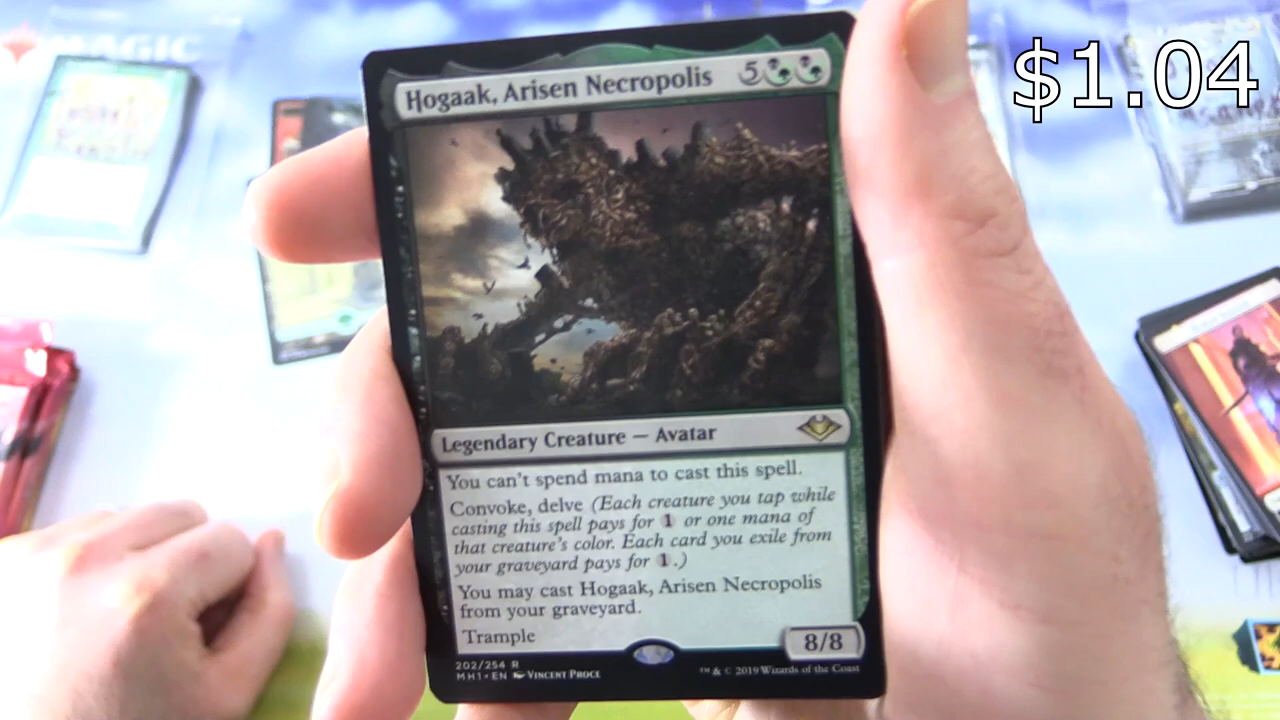 MAGIC
$1.04
Hogaak, Arisen Necropolis 5
Legendary Creature — Avatar
You can't spend mana to cast this spell.
Convoke, delve (Each creature you tap while
casting this spell pays for 1 or one mana of
that creature's color. Each card you exile from
your graveyard pays for 1.)
You may cast Hogaak, Arisen Necropolis
from your graveyard.
Trample
8/8
202/254 R
MH1 • EN Vincent Proce
™ & © 2019 Wizards of the Coast